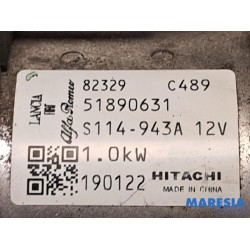 82329 C489
LANCIA
FIAT
Alfa Romeo
51890631
S114-943A 12V
1.0kW
190122
HITACHI
MADE IN CHINA
MARESIA